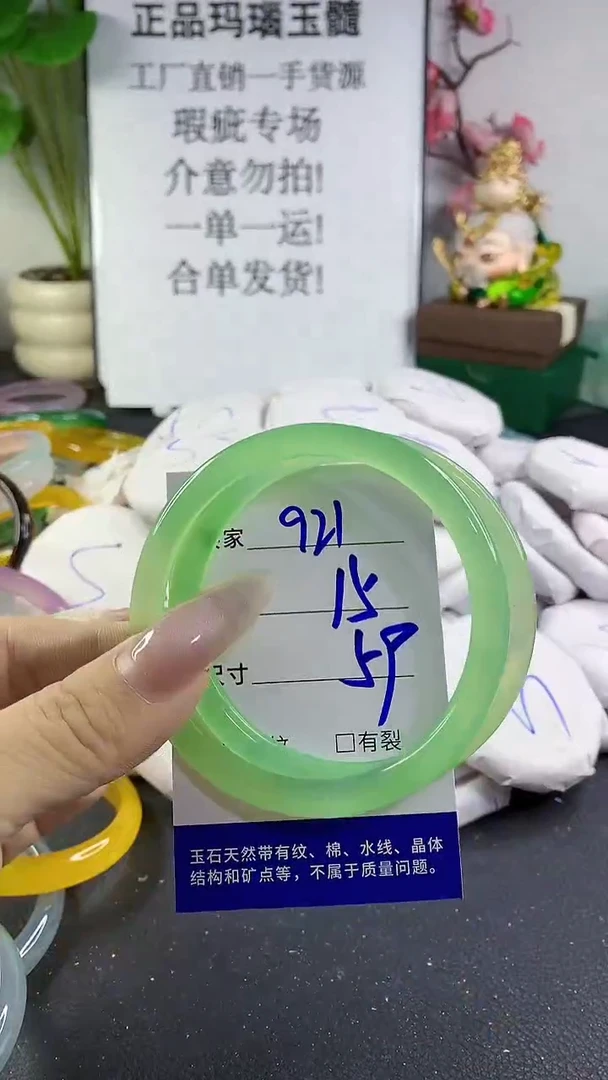 正品玛瑙玉髓
工厂直销一手货源
瑕疵专场
介意勿拍!
一单一运!
合单发货!
家 921
15
尺寸 59
纹 □有裂
玉石天然带有纹、棉、水线、晶体
结构和矿点等，不属于质量问题。